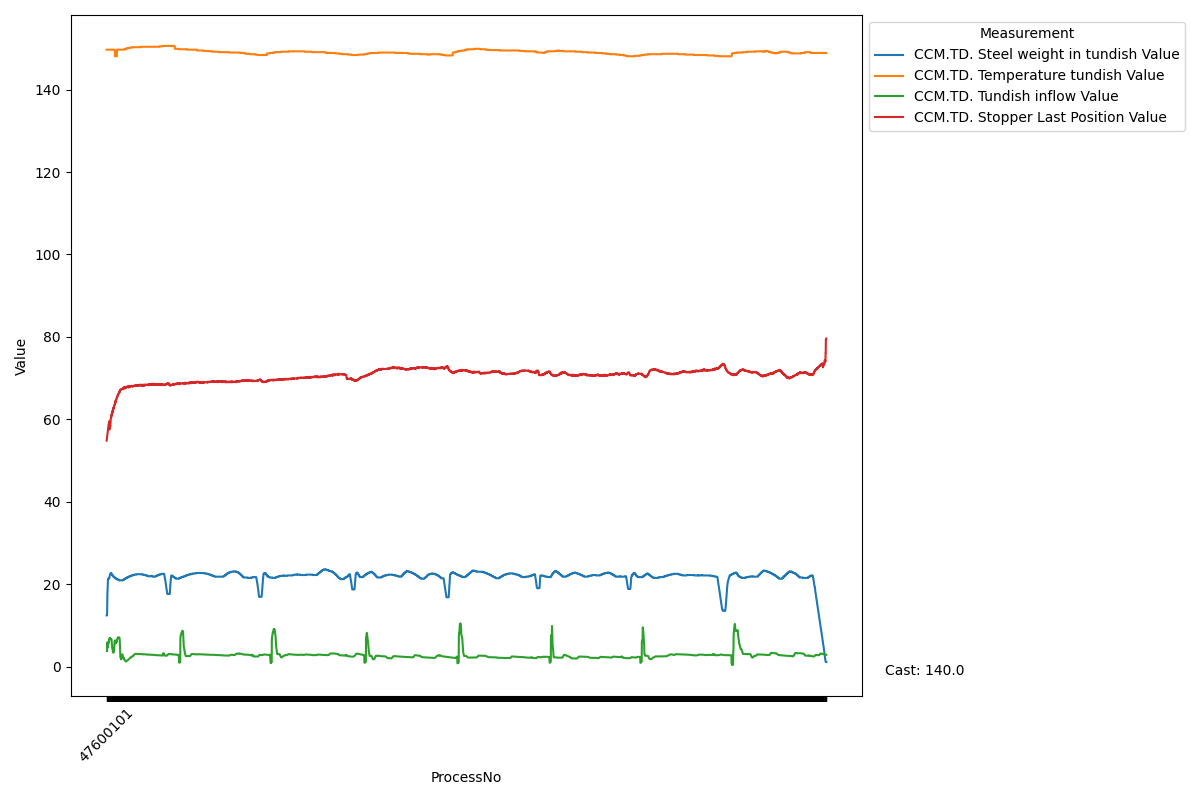 Measurement
CCM.TD. Steel weight in tundish Value
CCM.TD. Temperature tundish Value
CCM.TD. Tundish inflow Value
CCM.TD. Stopper Last Position Value
Value
140
120
100
80
60
40
20
0
47600101
ProcessNo
Cast: 140.0